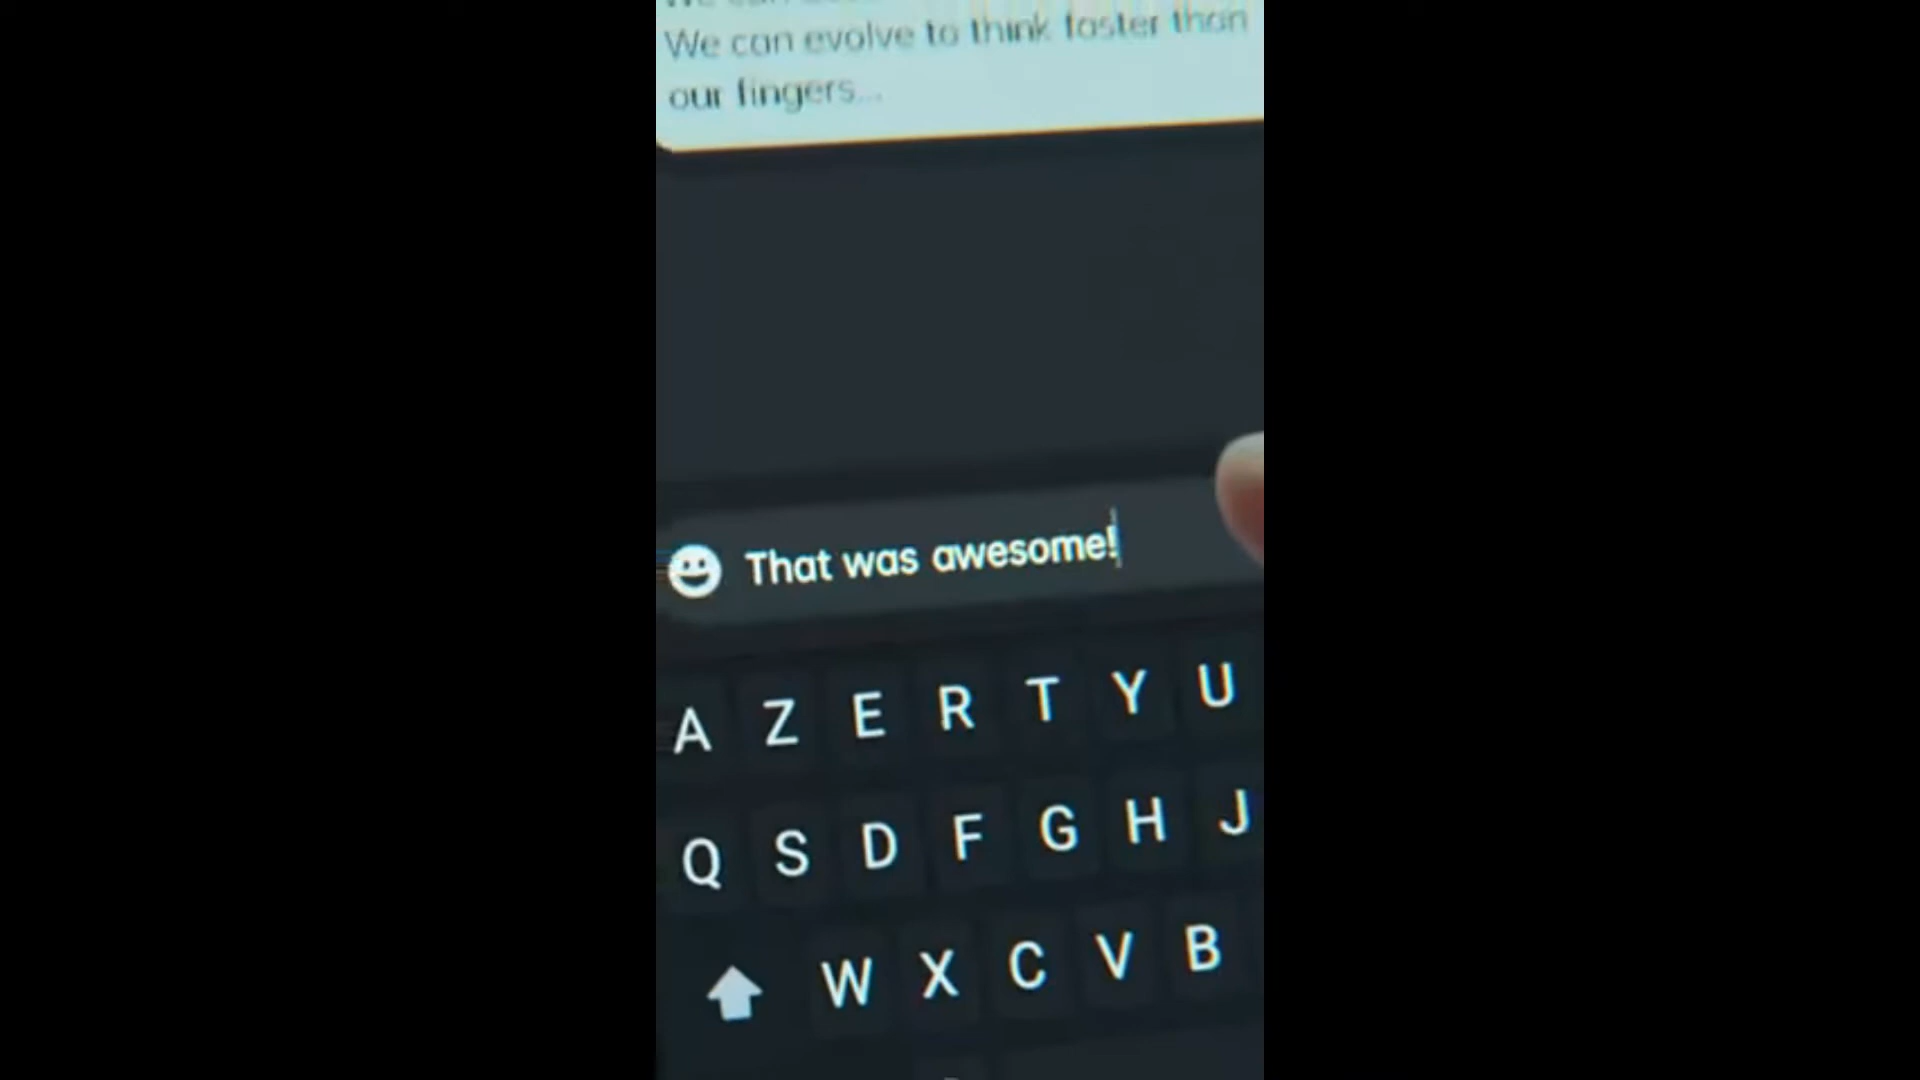 We can evolve to think faster than
our fingers...
That was awesome!
A Z E R T Y U
Q S D F G H J
W X C V B